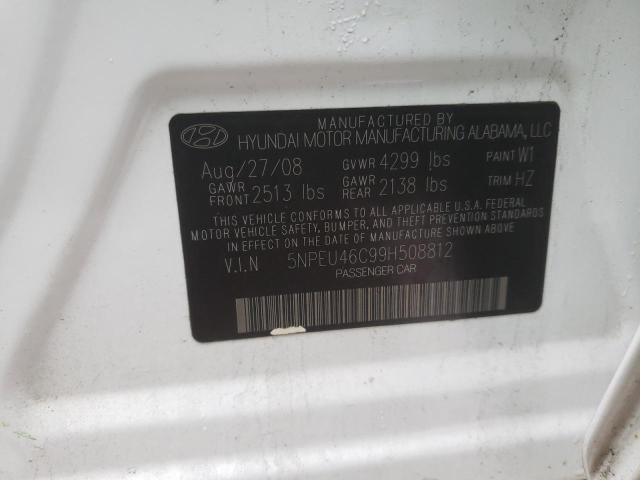 MANUFACTURED BY
HYUNDAI MOTOR MANUFACTURING ALABAMA, LLC
Aug/27/08 GVWR 4299 lbs PAINT W1
GAWR FRONT 2513 lbs GAWR REAR 2138 lbs TRIM HZ
THIS VEHICLE CONFORMS TO ALL APPLICABLE U.S.A. FEDERAL
MOTOR VEHICLE SAFETY, BUMPER, AND THEFT PREVENTION STANDARDS
IN EFFECT ON THE DATE OF MANUFACTURE SHOWN ABOVE.
V.I.N 5NPEU46C99H508812
PASSENGER CAR